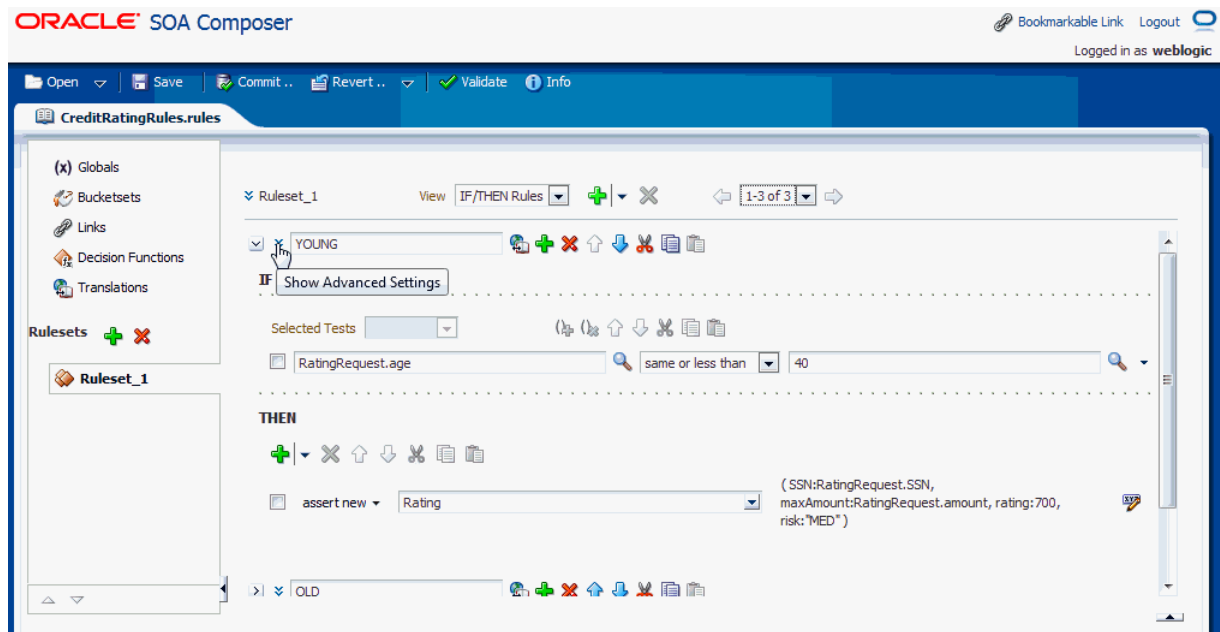 ORACLE SOA Composer
Bookmarkable Link Logout
Logged in as weblogic
Open Save Commit .. Revert .. Validate Info
CreditRatingRules.rules
(x) Globals
Bucketsets
Links
Decision Functions
Translations
Rulesets
Ruleset_1
Ruleset_1 View IF/THEN Rules 1-3 of 3
YOUNG
IF
Show Advanced Settings
Selected Tests
RatingRequest.age same or less than 40
THEN
assert new Rating
(SSN:RatingRequest.SSN,
maxAmount:RatingRequest.amount, rating:700,
risk:"MED" )
OLD